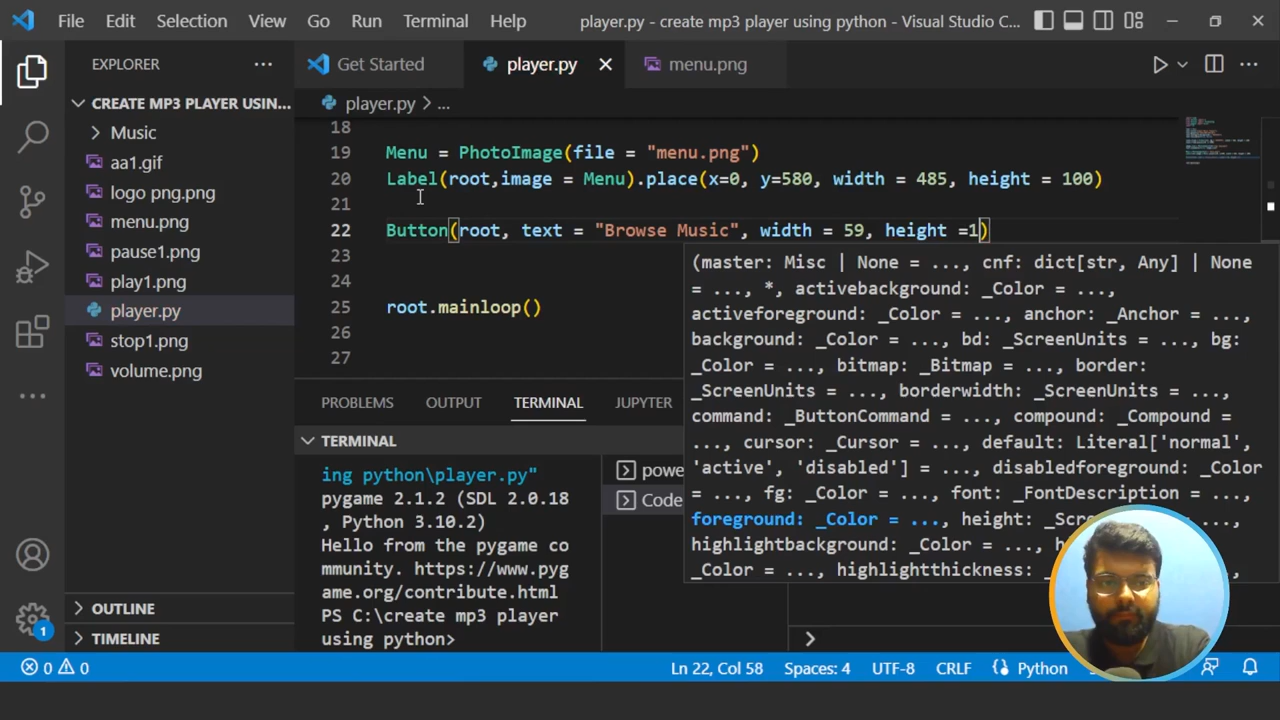 File Edit Selection View Go Run Terminal Help player.py - create mp3 player using python - Visual Studio C...
EXPLORER ... Get Started player.py menu.png
CREATE MP3 PLAYER USIN...
Music
aa1.gif
logo png.png
menu.png
pause1.png
play1.png
player.py
stop1.png
volume.png
OUTLINE
TIMELINE
player.py > ...
18
19 Menu = PhotoImage(file = "menu.png")
20 Label(root,image = Menu).place(x=0, y=580, width = 485, height = 100)
21
22 Button(root, text = "Browse Music", width = 59, height =1)
23
24
25 root.mainloop()
26
27
(master: Misc | None = ..., cnf: dict[str, Any] | None
= ..., *, activebackground: _Color = ...,
activeforeground: _Color = ..., anchor: _Anchor = ...,
background: _Color = ..., bd: _ScreenUnits = ..., bg:
_Color = ..., bitmap: _Bitmap = ..., border:
_ScreenUnits = ..., borderwidth: _ScreenUnits = ...,
command: _ButtonCommand = ..., compound: _Compound =
..., cursor: _Cursor = ..., default: Literal['normal',
'active', 'disabled'] = ..., disabledforeground: _Color
= ..., fg: _Color = ..., font: _FontDescription = ...,
foreground: _Color = ..., height: ...,
highlightbackground: _Color =
_Color = ..., highlightthickness:
PROBLEMS OUTPUT TERMINAL JUPYTER
TERMINAL
ing python\player.py"
pygame 2.1.2 (SDL 2.0.18
, Python 3.10.2)
Hello from the pygame co
mmunity. https://www.pyg
ame.org/contribute.html
PS C:\create mp3 player
using python>
Code
1
0 0 Ln 22, Col 58 Spaces: 4 UTF-8 CRLF Python